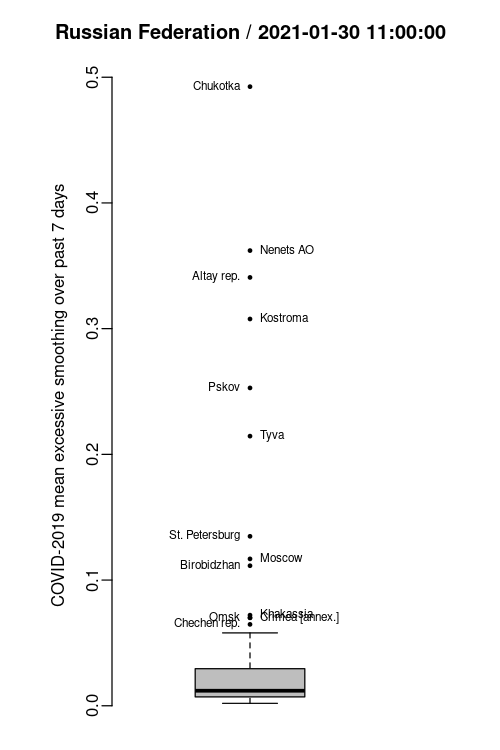 Russian Federation / 2021-01-30 11:00:00
COVID-2019 mean excessive smoothing over past 7 days
0.5
0.4
0.3
0.2
0.1
0.0
Chukotka
Nenets AO
Altay rep.
Kostroma
Pskov
Tyva
St. Petersburg
Moscow
Birobidzhan
Khakassia
Omsk
Crimea [annex.]
Chechen rep.